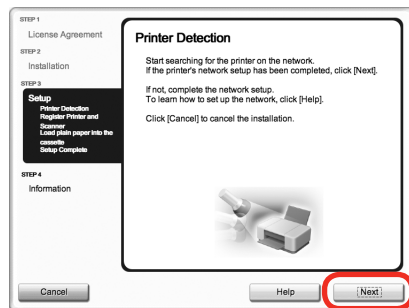 STEP 1
License Agreement
STEP 2
Installation
STEP 3
Setup
Printer Detection
Register Printer and
Scanner
Load plain paper into the
cassette
Setup Complete
STEP 4
Information
Printer Detection
Start searching for the printer on the network.
If the printer's network setup has been completed, click [Next].
If not, complete the network setup.
To learn how to set up the network, click [Help].
Click [Cancel] to cancel the installation.
Cancel
Help
Next